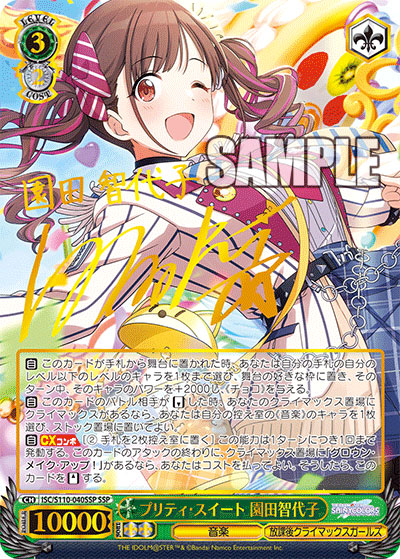 LEVEL
3
2
COST
SAMPLE
園田 智代子
自 このカードが手札から舞台に置かれた時、あなたは自分の手札の自分の
レベル以下のレベルのキャラを1枚まで選び、舞台の好きな枠に置き、その
ターン中、そのキャラのパワーを+2000し、《チョコ》を与える。
自 このカードのバトル相手が【リバース】した時、あなたのクライマックス置場に
クライマックスがあるなら、あなたは自分の控え室の《音楽》のキャラを1枚
選び、ストック置場に置いてよい。
自 CXコンボ [② 手札を2枚控え室に置く] この能力は1ターンにつき1回まで
発動する。このカードのアタックの終わりに、クライマックス置場に「クロウン・
メイク・アップ!」があるなら、あなたはコストを払ってよい。そうしたら、この
カードを【スタンド】する。
CH ISC/S110-040SSP SSP
プリティ・スイート 園田智代子
SHINYCOLORS
POWER
10000
SOUL
音楽
放課後クライマックスガールズ
THE IDOLM@STER™& ©Bandai Namco Entertainment Inc.